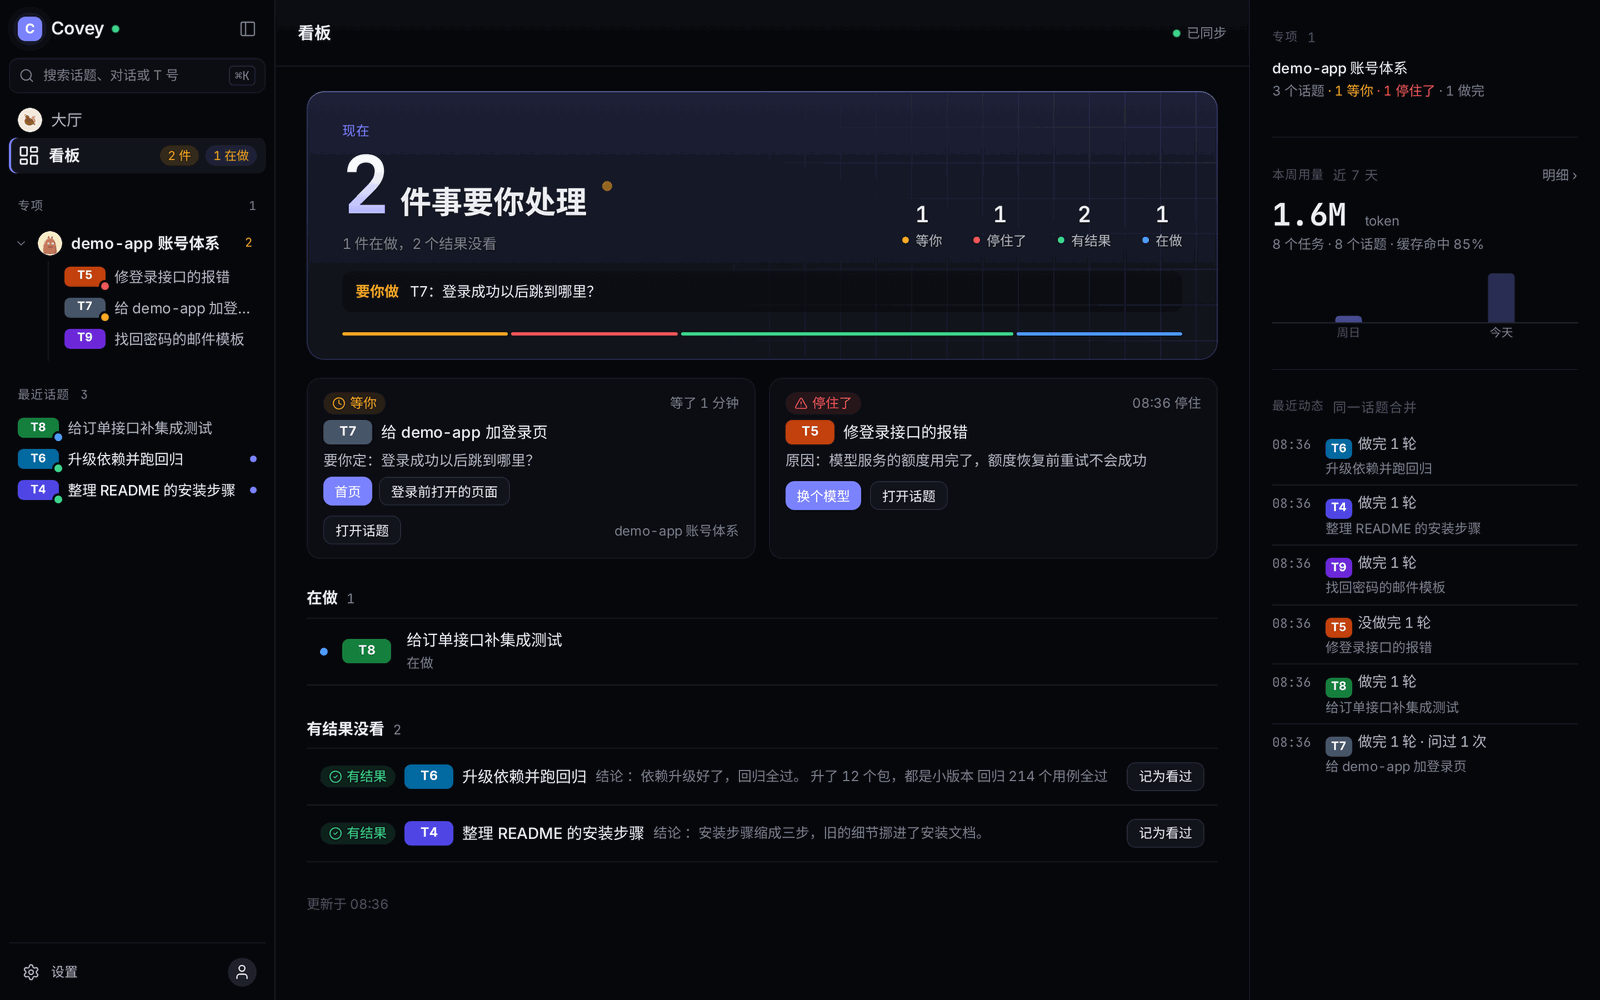 C Covey
搜索话题、对话或 T 号 ⌘K
大厅
看板 2 件 1 在做
专项 1
demo-app 账号体系 2
T5 修登录接口的报错
T7 给 demo-app 加登…
T9 找回密码的邮件模板
最近话题 3
T8 给订单接口补集成测试
T6 升级依赖并跑回归
T4 整理 README 的安装步骤
设置
看板
已同步
现在
2 件事要你处理
1 件在做，2 个结果没看
1 等你
1 停住了
2 有结果
1 在做
要你做 T7：登录成功以后跳到哪里？
等你 等了 1 分钟
T7 给 demo-app 加登录页
要你定：登录成功以后跳到哪里？
首页 登录前打开的页面
打开话题 demo-app 账号体系
停住了 08:36 停住
T5 修登录接口的报错
原因：模型服务的额度用完了，额度恢复前重试不会成功
换个模型 打开话题
在做 1
T8 给订单接口补集成测试
在做
有结果没看 2
有结果 T6 升级依赖并跑回归 结论：依赖升级好了，回归全过。 升了 12 个包，都是小版本 回归 214 个用例全过 记为看过
有结果 T4 整理 README 的安装步骤 结论：安装步骤缩成三步，旧的细节挪进了安装文档。 记为看过
更新于 08:36
专项 1
demo-app 账号体系
3 个话题 · 1 等你 · 1 停住了 · 1 做完
本周用量 近 7 天 明细 ›
1.6M token
8 个任务 · 8 个话题 · 缓存命中 85%
周日 今天
最近动态 同一话题合并
08:36 T6 做完 1 轮
升级依赖并跑回归
08:36 T4 做完 1 轮
整理 README 的安装步骤
08:36 T9 做完 1 轮
找回密码的邮件模板
08:36 T5 没做完 1 轮
修登录接口的报错
08:36 T8 做完 1 轮
给订单接口补集成测试
08:36 T7 做完 1 轮 · 问过 1 次
给 demo-app 加登录页